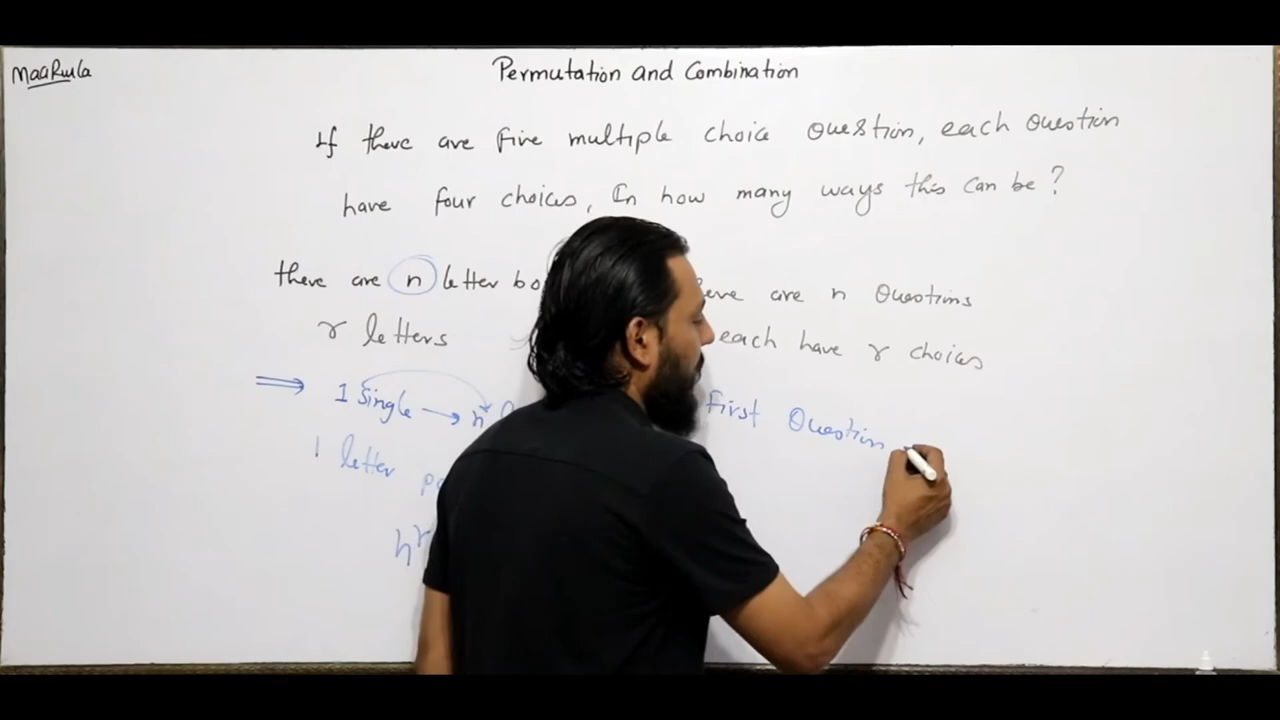 MaaRula
Permutation and Combination
If there are five multiple choice Question, each Question
have four choices, In how many ways this can be?
there are n letter
are n Questions
r letters
each have r choices
⟹ 1 Single → n
First Question
1 letter
n^r